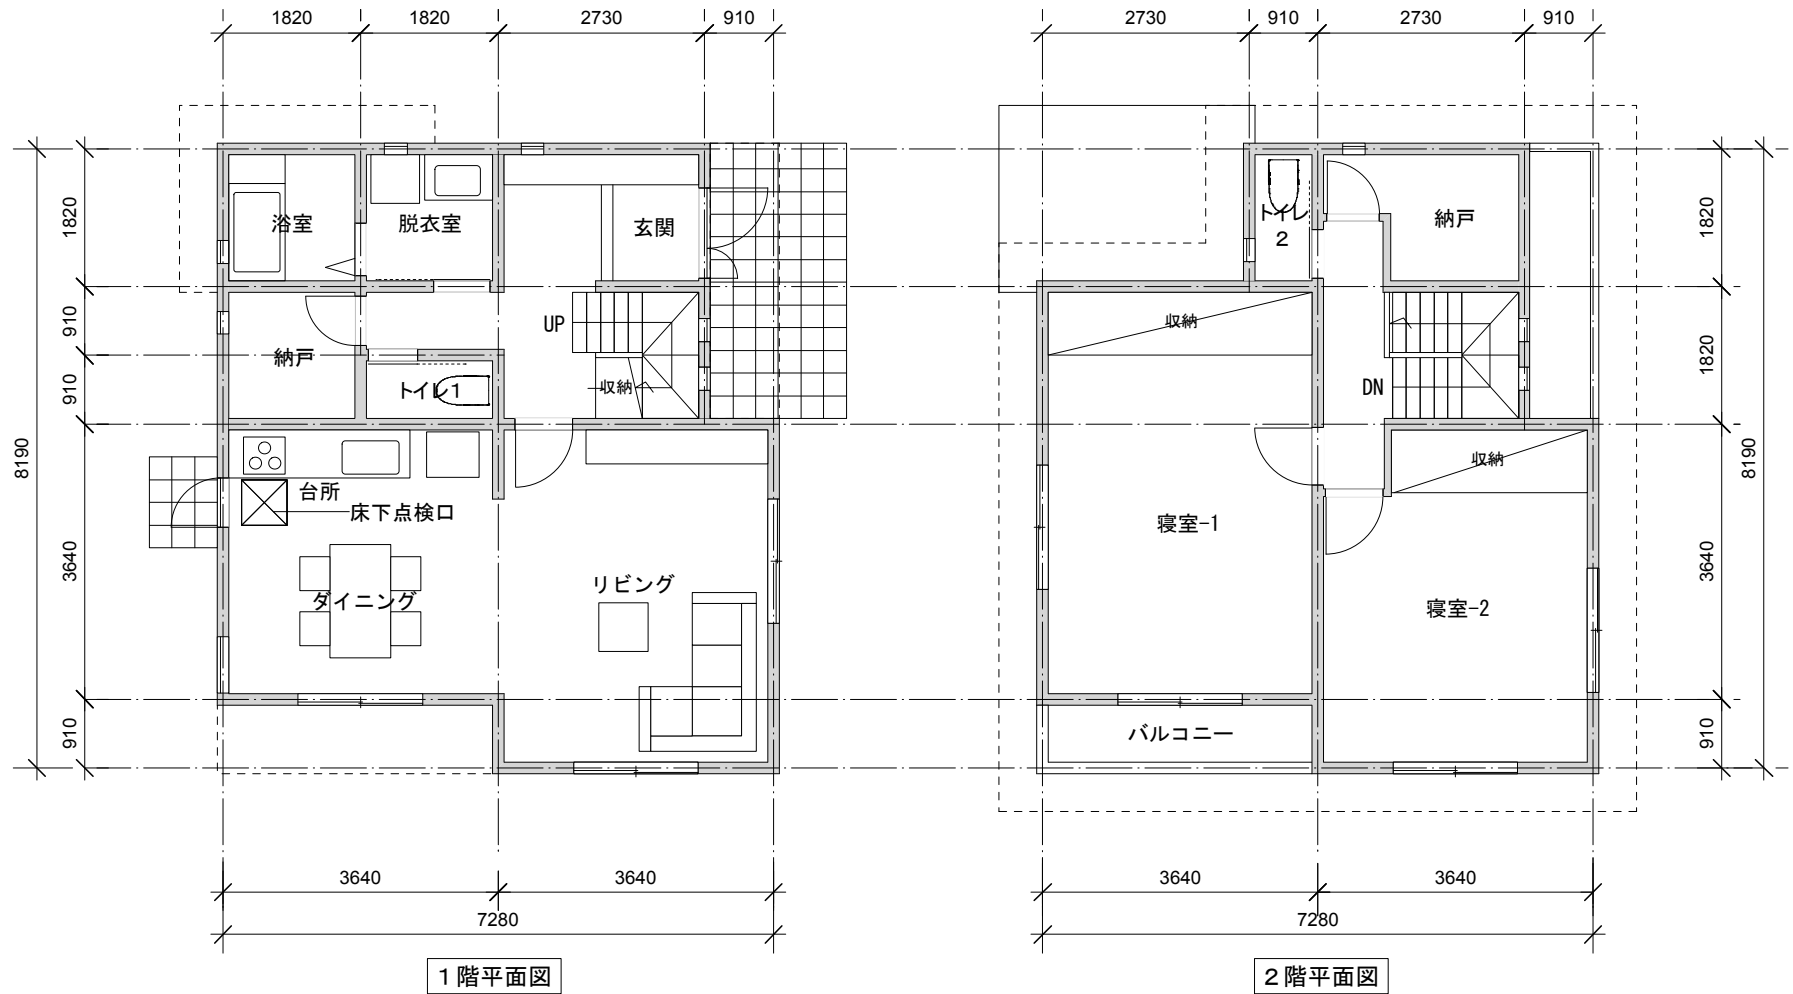 1820 1820 2730 910
2730 910 2730 910
浴室
脱衣室
玄関
トイレ
2
納戸
1820
910
910
3640
910
8190
UP
納戸
収納
トイレ1
収納
DN
収納
台所
床下点検口
ダイニング
リビング
寝室-1
寝室-2
バルコニー
1820
1820
3640
910
8190
3640 3640
7280
3640 3640
7280
1階平面図
2階平面図